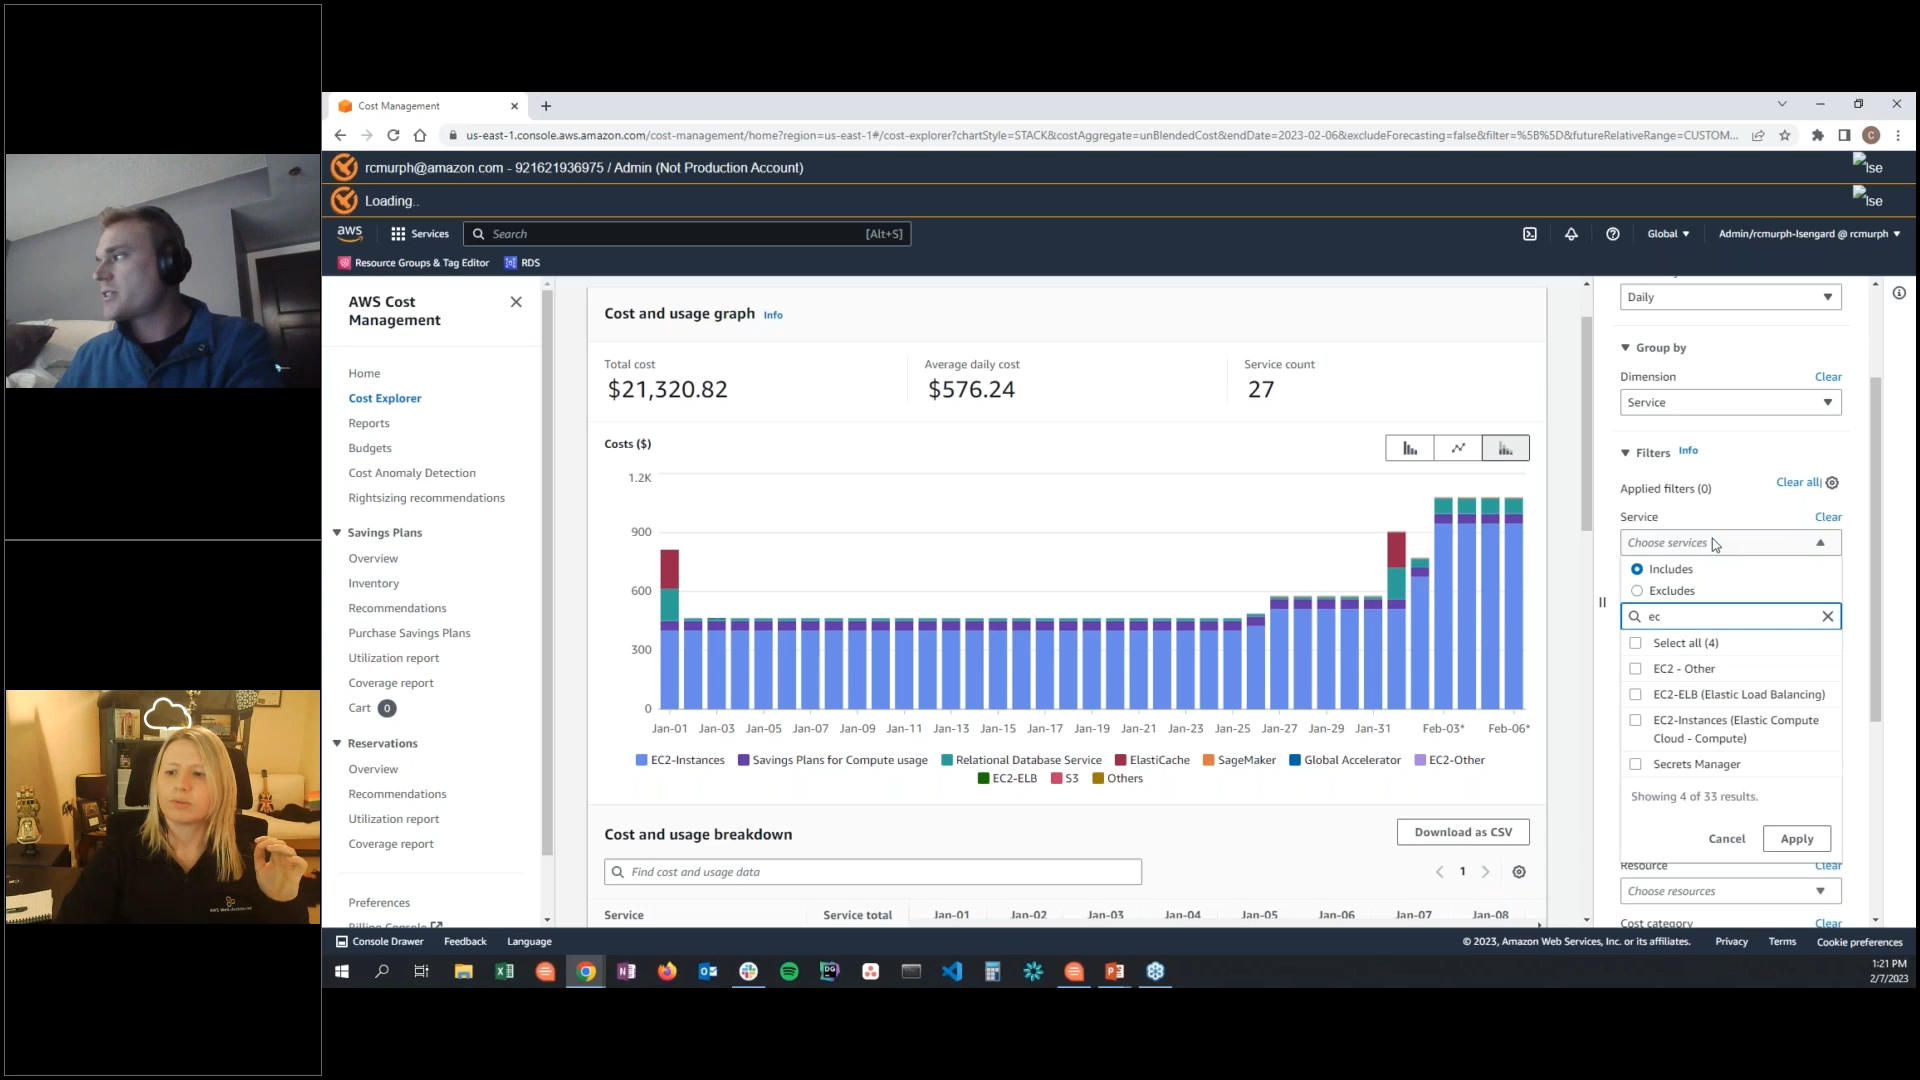 Cost Management
us-east-1.console.aws.amazon.com/cost-management/home?region=us-east-1#/cost-explorer?chartStyle=STACK&costAggregate=unBlendedCost&endDate=2023-02-06&excludeForecasting=false&filter=%5B%5D&futureRelativeRange=CUSTOM...
C
rcmurph@amazon.com - 921621936975 / Admin (Not Production Account)
Ise
Loading..
Ise
aws
Services
Search
[Alt+S]
Global
Admin/rcmurph-Isengard @ rcmurph
Resource Groups & Tag Editor
RDS
AWS Cost
Management
Home
Cost Explorer
Reports
Budgets
Cost Anomaly Detection
Rightsizing recommendations
Savings Plans
Overview
Inventory
Recommendations
Purchase Savings Plans
Utilization report
Coverage report
Cart 0
Reservations
Overview
Recommendations
Utilization report
Coverage report
Preferences
Billing Console
Cost and usage graph Info
Total cost
$21,320.82
Average daily cost
$576.24
Service count
27
Costs ($)
1.2K
900
600
300
0
Jan-01 Jan-03 Jan-05 Jan-07 Jan-09 Jan-11 Jan-13 Jan-15 Jan-17 Jan-19 Jan-21 Jan-23 Jan-25 Jan-27 Jan-29 Jan-31 Feb-03* Feb-06*
EC2-Instances Savings Plans for Compute usage Relational Database Service ElastiCache SageMaker Global Accelerator EC2-Other
EC2-ELB S3 Others
Cost and usage breakdown
Download as CSV
Find cost and usage data
1
Service Service total Jan-01 Jan-02 Jan-03 Jan-04 Jan-05 Jan-06 Jan-07 Jan-08
Daily
Group by
Dimension Clear
Service
Filters Info
Applied filters (0) Clear all
Service Clear
Choose services
Includes
Excludes
ec
Select all (4)
EC2 - Other
EC2-ELB (Elastic Load Balancing)
EC2-Instances (Elastic Compute
Cloud - Compute)
Secrets Manager
Showing 4 of 33 results.
Cancel Apply
Resource Clear
Choose resources
Cost category Clear
Console Drawer Feedback Language
© 2023, Amazon Web Services, Inc. or its affiliates. Privacy Terms Cookie preferences
1:21 PM
2/7/2023